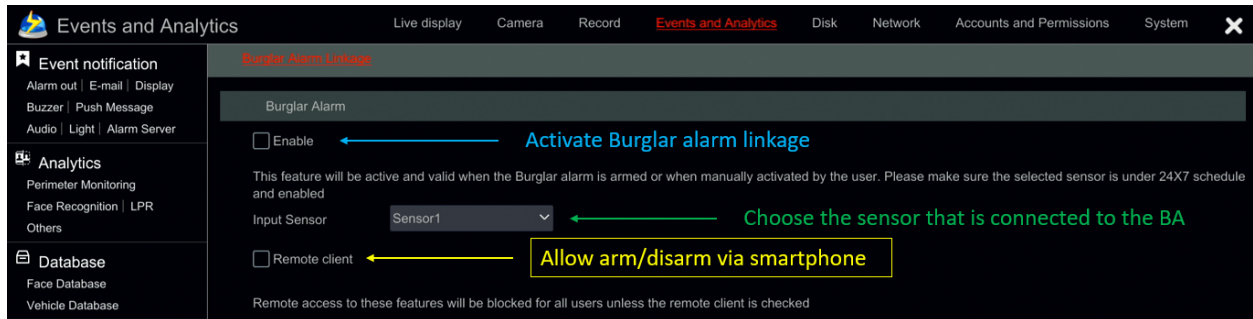 Events and Analytics
Live display Camera Record Events and Analytics Disk Network Accounts and Permissions System
Event notification
Alarm out | E-mail | Display
Buzzer | Push Message
Audio | Light | Alarm Server
Analytics
Perimeter Monitoring
Face Recognition | LPR
Others
Database
Face Database
Vehicle Database
Burglar Alarm Linkage
Burglar Alarm
Enable Activate Burglar alarm linkage
This feature will be active and valid when the Burglar alarm is armed or when manually activated by the user. Please make sure the selected sensor is under 24X7 schedule
and enabled
Input Sensor Sensor1 Choose the sensor that is connected to the BA
Remote client Allow arm/disarm via smartphone
Remote access to these features will be blocked for all users unless the remote client is checked